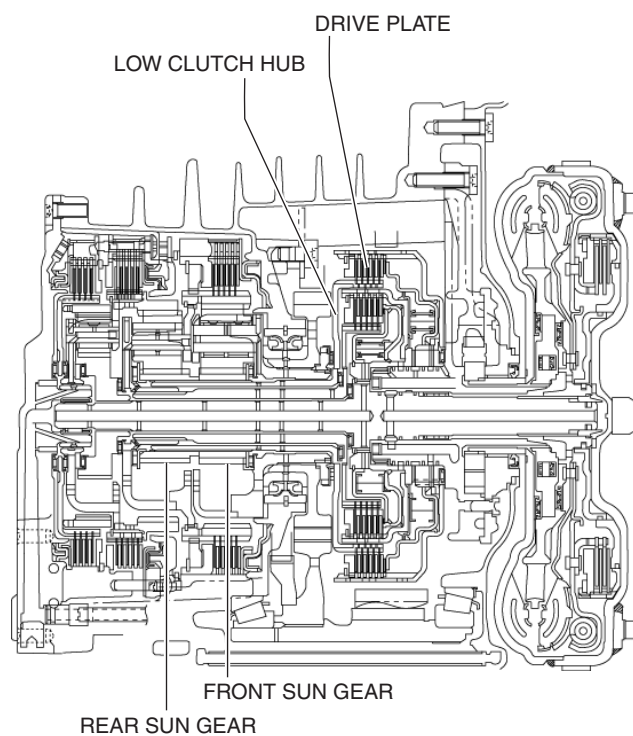 DRIVE PLATE
LOW CLUTCH HUB
FRONT SUN GEAR
REAR SUN GEAR